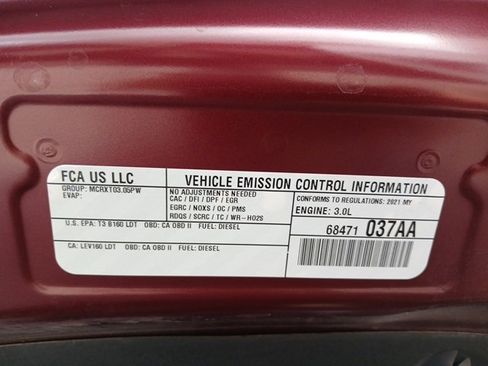 FCA US LLC
VEHICLE EMISSION CONTROL INFORMATION
GROUP: MCRXT03.05PW
EVAP:
NO ADJUSTMENTS NEEDED
CAC / DFI / DPF / EGR
EGRC / NOXS / OC / PMS
RDQS / SCRC / TC / WR-HO2S
CONFORMS TO REGULATIONS: 2021 MY
ENGINE: 3.0L
U.S. EPA: T3 B160 LDT OBD: CA OBD II FUEL: DIESEL
68471 037AA
CA: LEV160 LDT OBD: CA OBD II FUEL: DIESEL